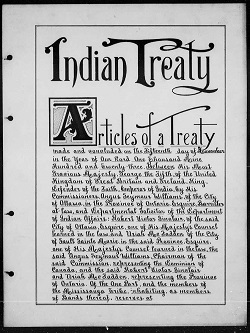 Indian Treaty
Articles of a Treaty
made and concluded on the fifteenth day of November
in the Year of Our Lord One thousand Nine
Hundred and twenty-three. Between His Most
Gracious Majesty, George the Fifth, of the United
Kingdom of Great Britain and Ireland, King,
Defender of the Faith, Emperor of India, by His
Commissioners: Angus Seymour Williams, of the City
of Ottawa, in the Province of Ontario, Esquire, Barrister
at law, and Departmental Solicitor of the Department
of Indian Affairs; Robert Victor Sinclair, of the said
City of Ottawa, Esquire, one of His Majesty's Counsel
learned in the law and Uriah McFadden, of the City
of Sault Sainte Marie, in the said Province, Esquire,
one of His Majesty's Counsel learned in the law, the
said Angus Seymour Williams, Chairman of the
said Commission, representing the Dominion of
Canada, and the said Robert Victor Sinclair
and Uriah McFadden, representing the Province
of Ontario. Of the One Part, and the members of
the Mississauga Tribe, inhabiting, as members
of Bands thereof, reserves at